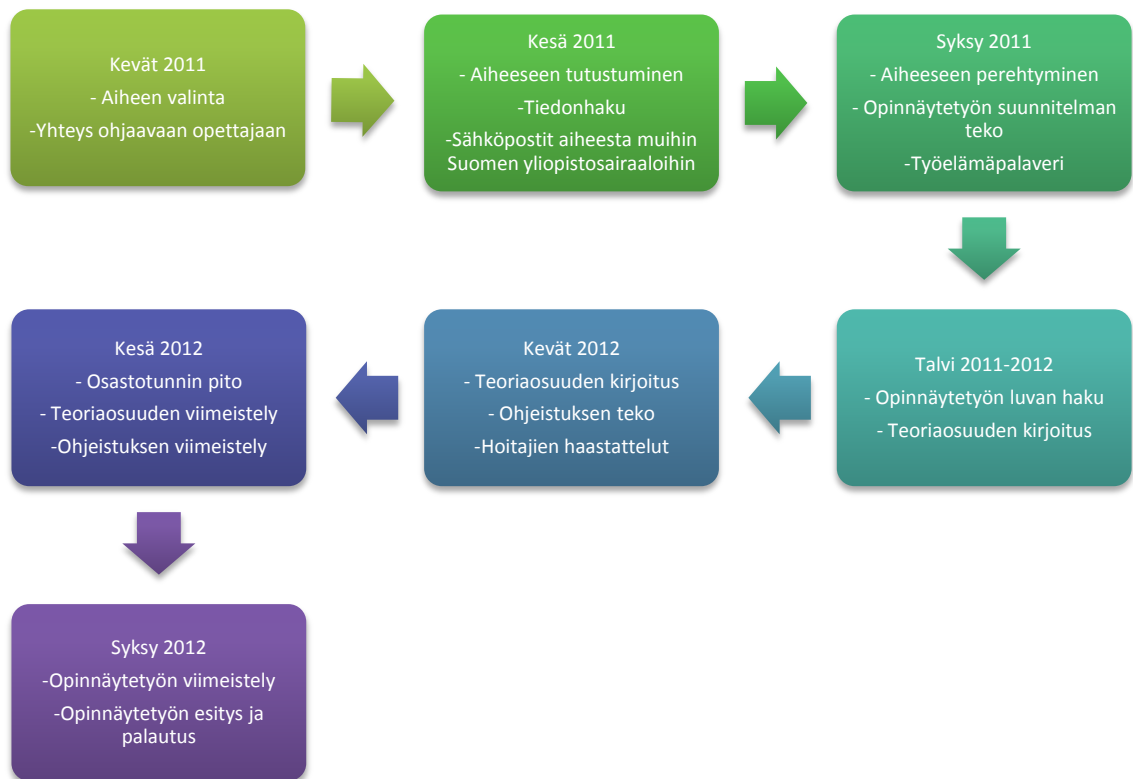 Kevät 2011
- Aiheen valinta
-Yhteys ohjaavaan opettajaan
Kesä 2011
- Aiheeseen tutustuminen
-Tiedonhaku
-Sähköpostit aiheesta muihin
Suomen yliopistosairaaloihin
Syksy 2011
- Aiheeseen perehtyminen
- Opinnäytetyön suunnitelman
teko
-Työelämäpalaveri
Talvi 2011-2012
- Opinnäytetyön luvan haku
- Teoriaosuuden kirjoitus
Kevät 2012
- Teoriaosuuden kirjoitus
- Ohjeistuksen teko
- Hoitajien haastattelut
Kesä 2012
- Osastotunnin pito
- Teoriaosuuden viimeistely
-Ohjeistuksen viimeistely
Syksy 2012
-Opinnäytetyön viimeistely
-Opinnäytetyön esitys ja
palautus